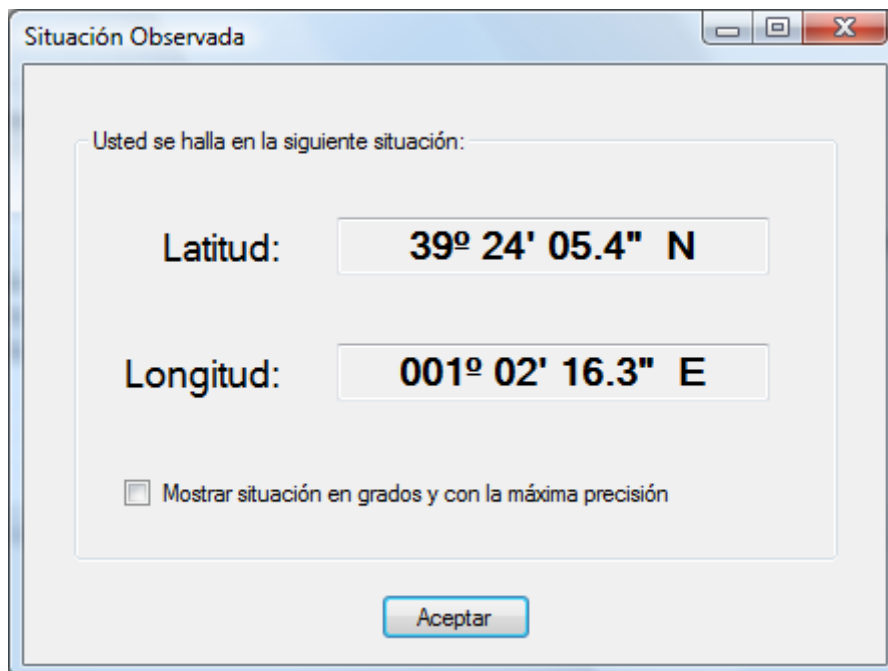 Situación Observada
Usted se halla en la siguiente situación:
Latitud: 39º 24' 05.4" N
Longitud: 001º 02' 16.3" E
Mostrar situación en grados y con la máxima precisión
Aceptar